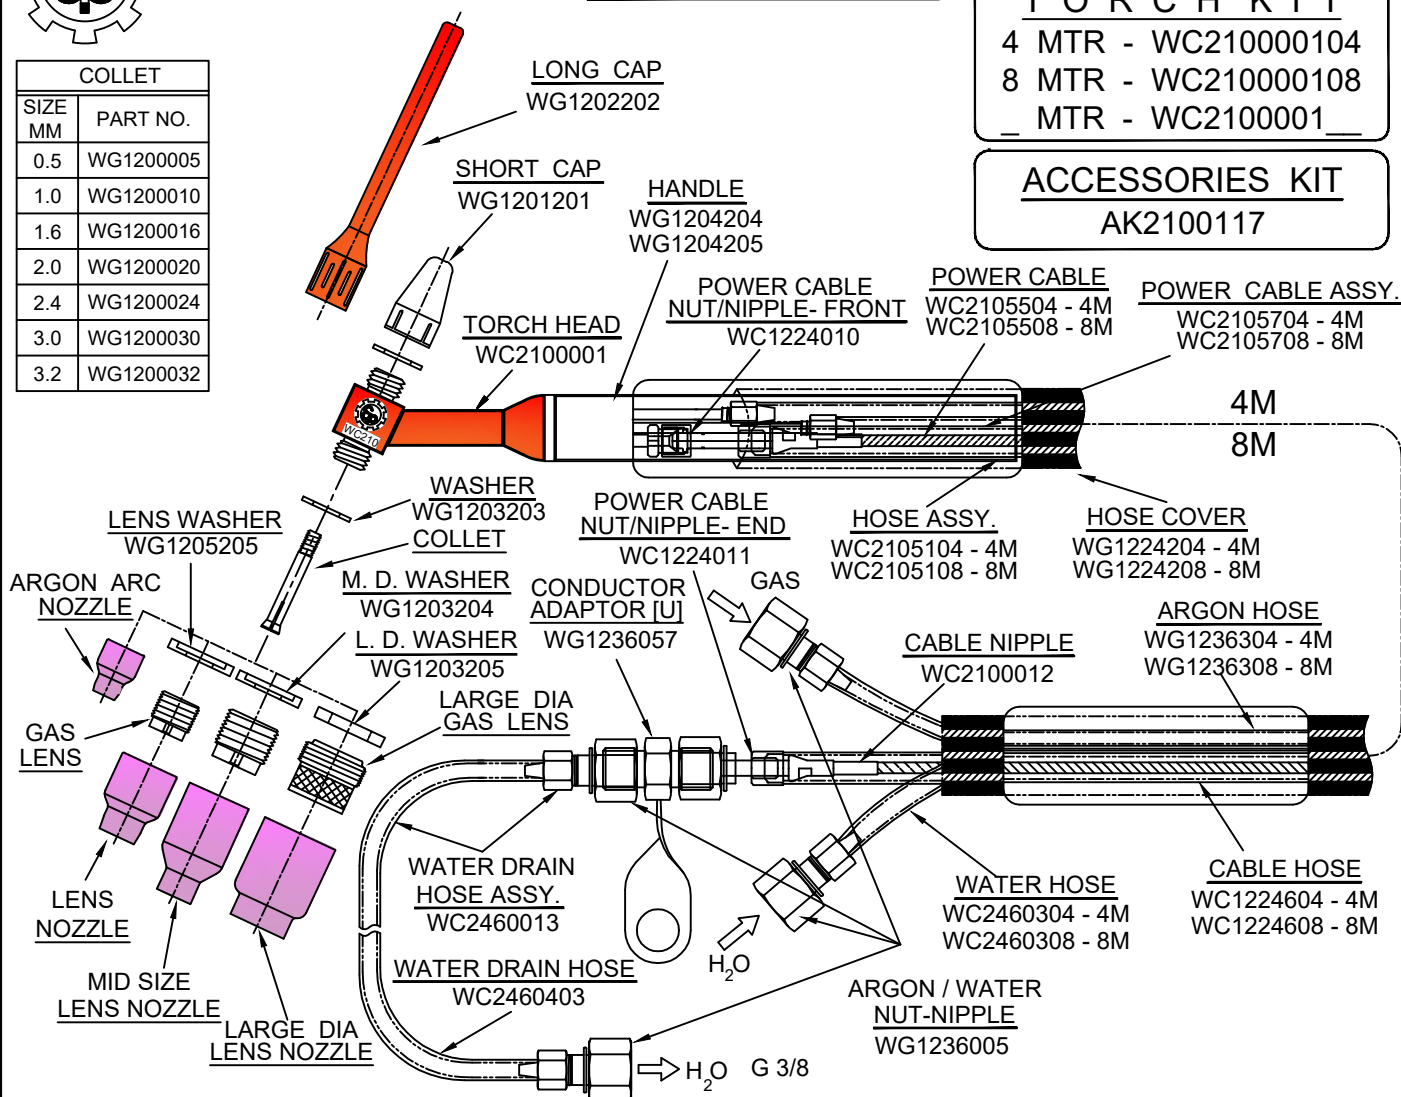 T O R C H  K I T
4 MTR - WC210000104
8 MTR - WC210000108
_ MTR - WC2100001__
ACCESSORIES KIT
AK2100117
COLLET
SIZE MM PART NO.
0.5 WG1200005
1.0 WG1200010
1.6 WG1200016
2.0 WG1200020
2.4 WG1200024
3.0 WG1200030
3.2 WG1200032
LONG CAP
WG1202202
SHORT CAP
WG1201201
HANDLE
WG1204204
WG1204205
TORCH HEAD
WC2100001
POWER CABLE
NUT/NIPPLE- FRONT
WC1224010
POWER CABLE
WC2105504 - 4M
WC2105508 - 8M
POWER CABLE ASSY.
WC2105704 - 4M
WC2105708 - 8M
4M
8M
WC210
WASHER
WG1203203
COLLET
LENS WASHER
WG1205205
M. D. WASHER
WG1203204
L. D. WASHER
WG1203205
ARGON ARC
NOZZLE
GAS
LENS
LARGE DIA
GAS LENS
LENS
NOZZLE
MID SIZE
LENS NOZZLE
LARGE DIA
LENS NOZZLE
POWER CABLE
NUT/NIPPLE- END
WC1224011
CONDUCTOR
ADAPTOR [U]
WG1236057
GAS
HOSE ASSY.
WC2105104 - 4M
WC2105108 - 8M
HOSE COVER
WG1224204 - 4M
WG1224208 - 8M
CABLE NIPPLE
WC2100012
ARGON HOSE
WG1236304 - 4M
WG1236308 - 8M
WATER DRAIN
HOSE ASSY.
WC2460013
WATER DRAIN HOSE
WC2460403
H2O
WATER HOSE
WC2460304 - 4M
WC2460308 - 8M
CABLE HOSE
WC1224604 - 4M
WC1224608 - 8M
ARGON / WATER
NUT-NIPPLE
WG1236005
H2O G 3/8